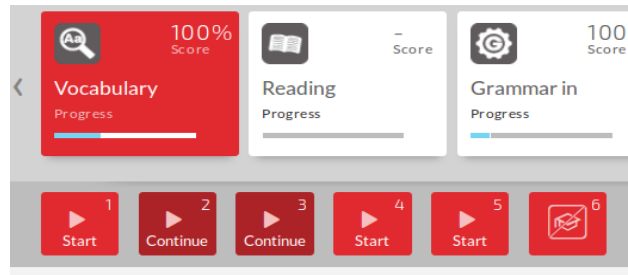 Aa
100%
Score
Vocabulary
Progress
-
Score
Reading
Progress
G
100
Score
Grammar in
Progress
1
Start
2
Continue
3
Continue
4
Start
5
Start
6